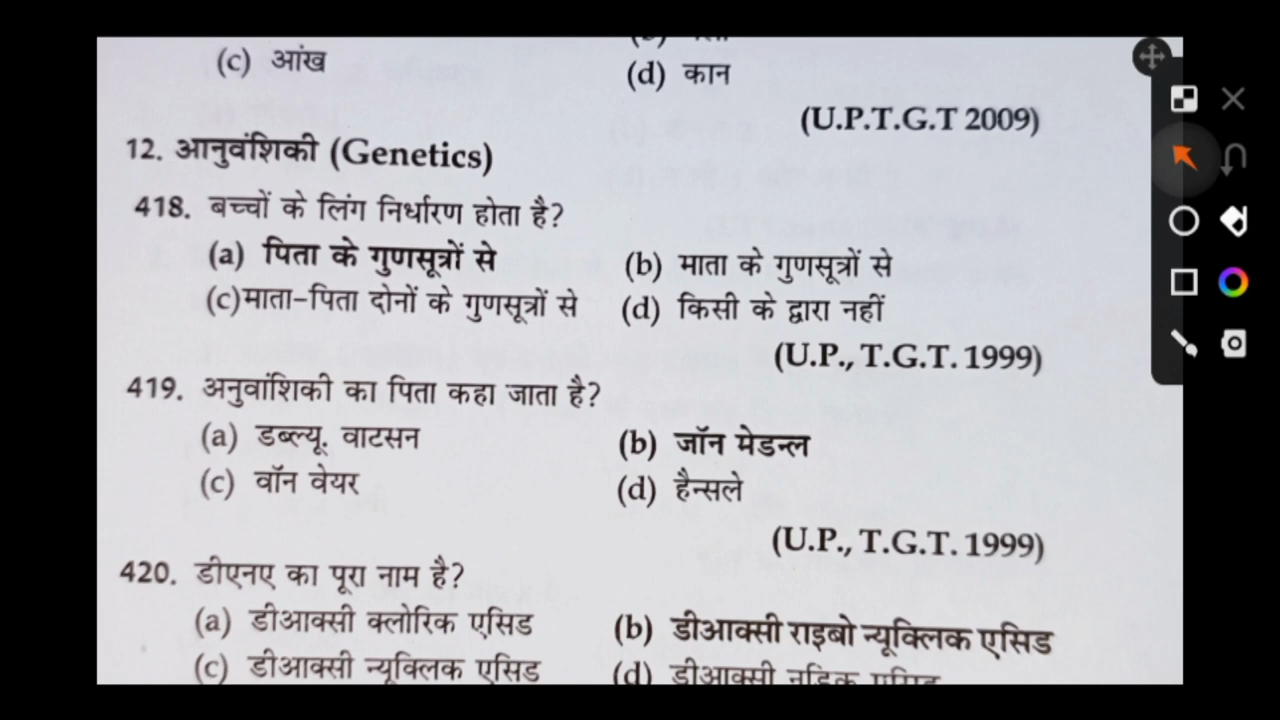 (c) आंख
(d) कान
(U.P.T.G.T 2009)
12. आनुवंशिकी (Genetics)
418. बच्चों के लिंग निर्धारण होता है?
(a) पिता के गुणसूत्रों से (b) माता के गुणसूत्रों से
(c)माता-पिता दोनों के गुणसूत्रों से (d) किसी के द्वारा नहीं
(U.P., T.G.T. 1999)
419. अनुवांशिकी का पिता कहा जाता है?
(a) डब्ल्यू. वाटसन (b) जॉन मेडन्ल
(c) वॉन वेयर (d) हैन्सले
(U.P., T.G.T. 1999)
420. डीएनए का पूरा नाम है?
(a) डीआक्सी क्लोरिक एसिड (b) डीआक्सी राइबो न्यूक्लिक एसिड
(c) डीआक्सी न्यूक्लिक एसिड (d) डीआक्सी